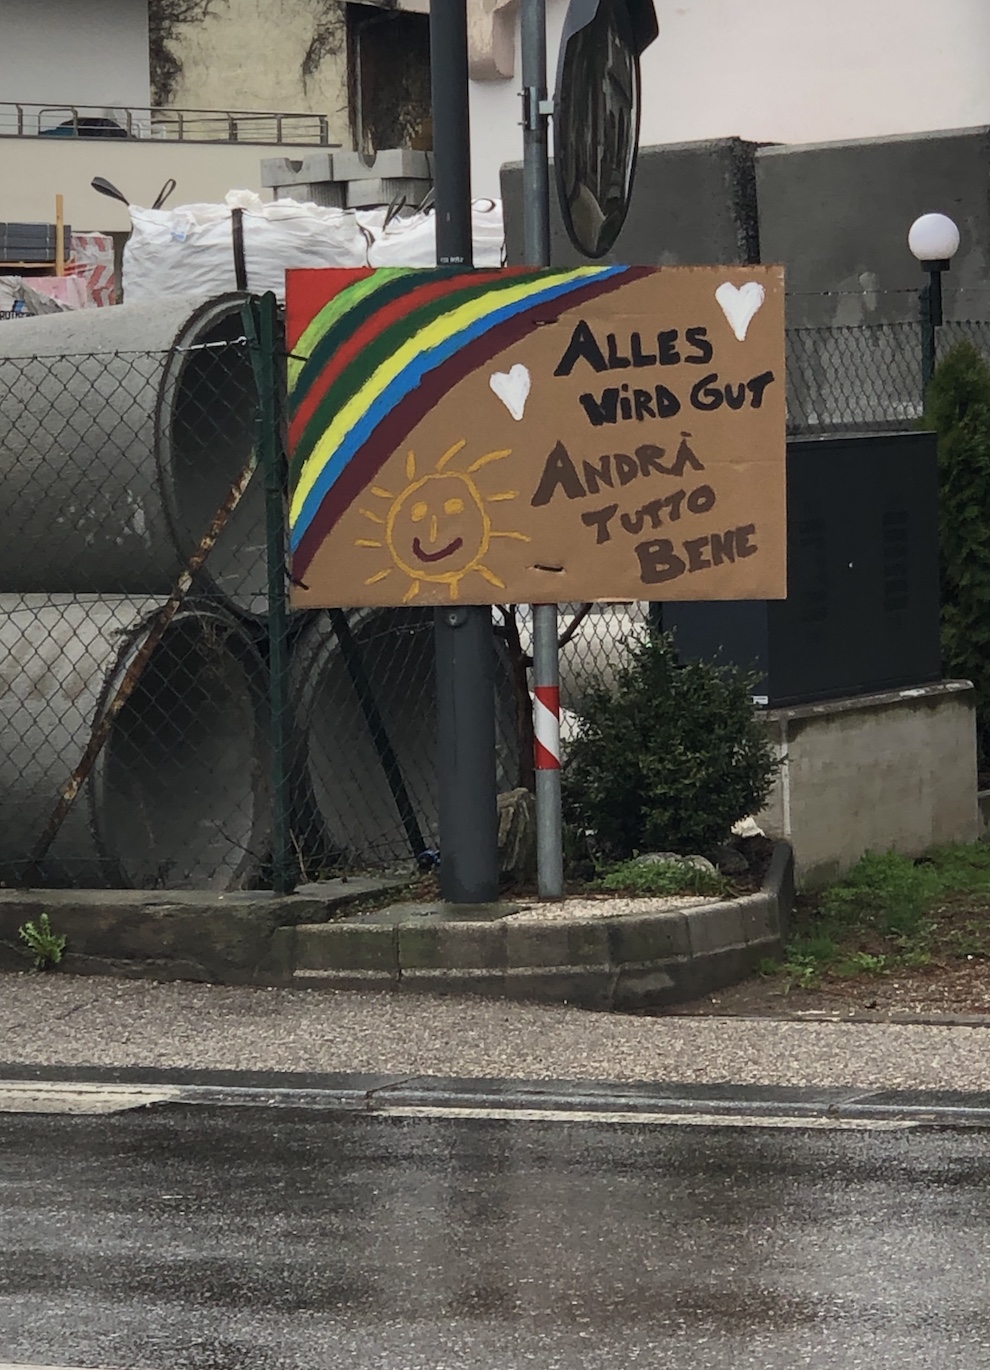 ALLES
WiRD GUT
ANDRÀ
TUTTO
BENE